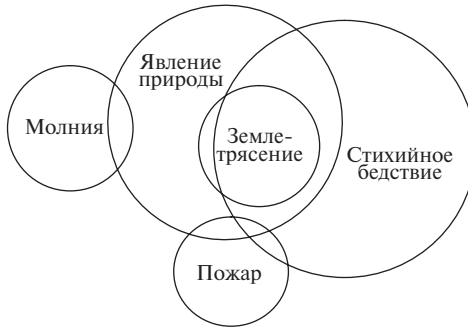 Явление
природы
Молния
Земле-
трясение
Стихийное
бедствие
Пожар